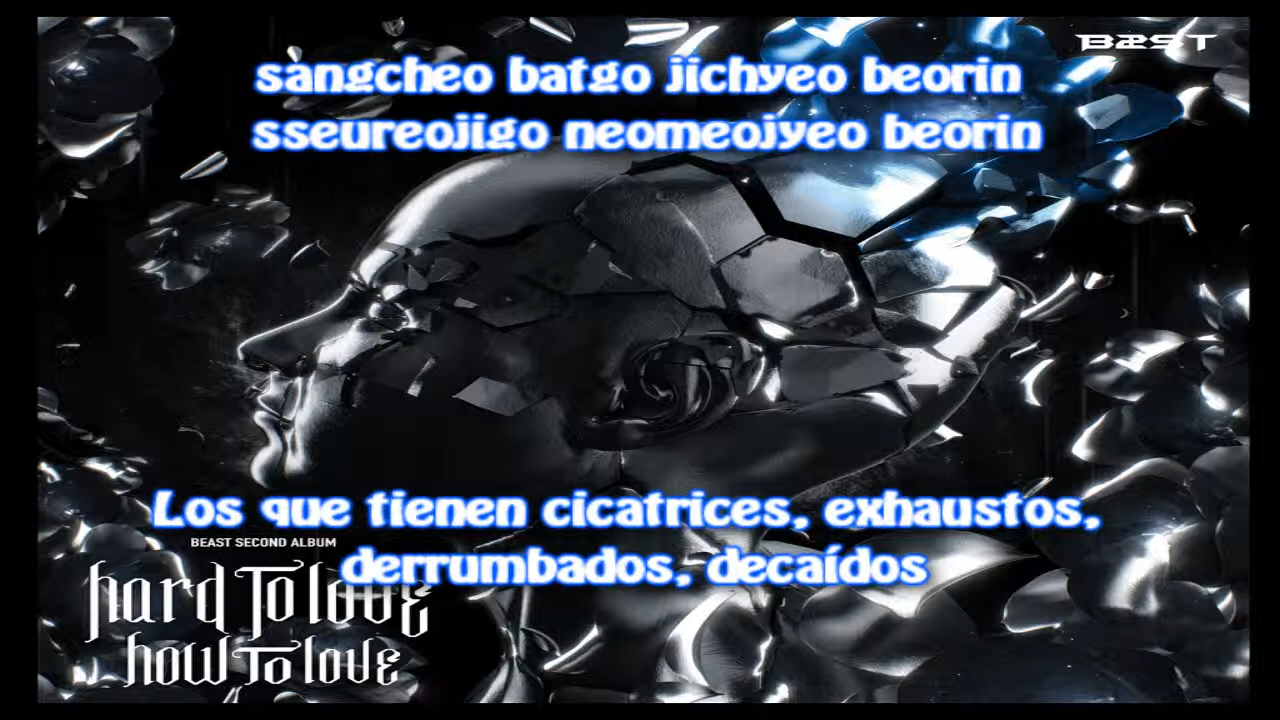 B2ST
sangcheo batgo jichyeo beorin
sseureojigo neomeojyeo beorin
Los que tienen cicatrices, exhaustos,
derrumbados, decaídos
BEAST SECOND ALBUM
hard to love
how to love